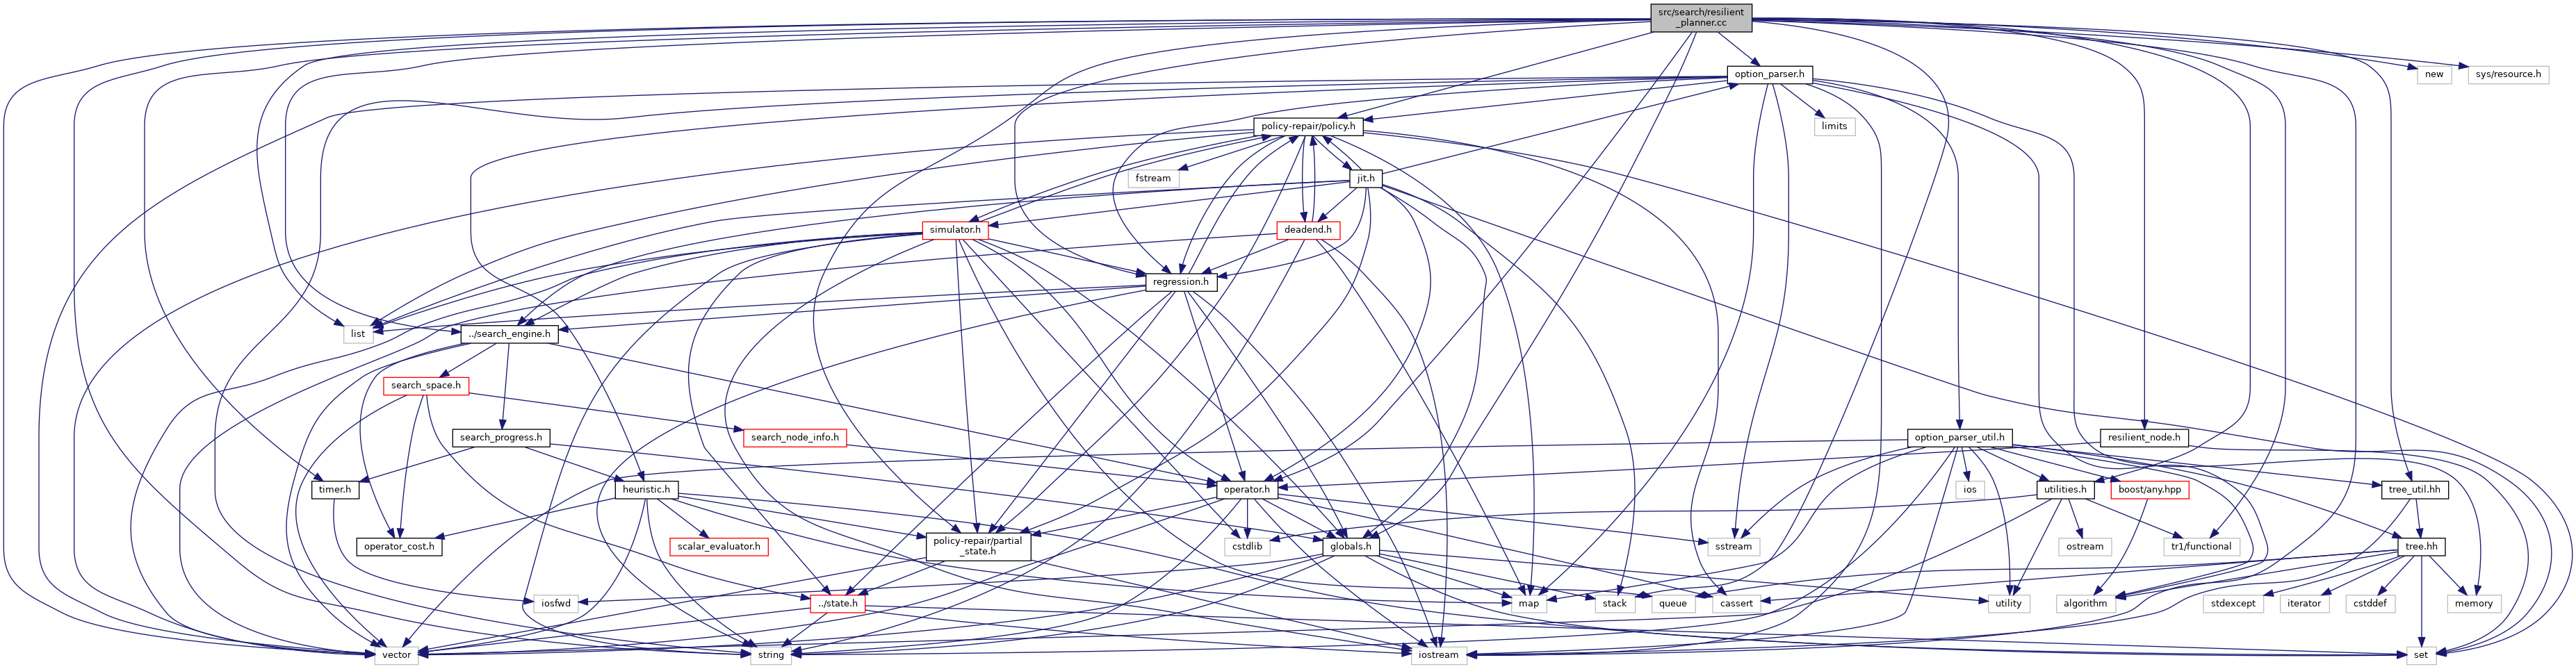 src/search/resilient
_planner.cc
option_parser.h
new
sys/resource.h
policy-repair/policy.h
limits
fstream
jit.h
simulator.h
deadend.h
regression.h
list
../search_engine.h
search_space.h
search_progress.h
search_node_info.h
option_parser_util.h
resilient_node.h
timer.h
heuristic.h
operator.h
ios
utilities.h
boost/any.hpp
tree_util.hh
operator_cost.h
scalar_evaluator.h
policy-repair/partial
_state.h
cstdlib
globals.h
sstream
ostream
tr1/functional
tree.hh
iosfwd
../state.h
map
stack
queue
cassert
utility
algorithm
stdexcept
iterator
cstddef
memory
vector
string
iostream
set